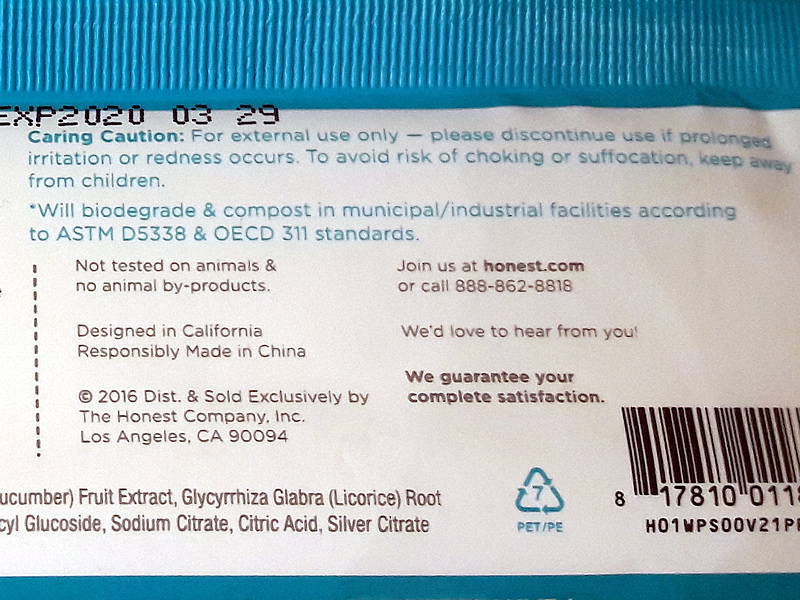 EXP2020 03 29
Caring Caution: For external use only — please discontinue use if prolonged
irritation or redness occurs. To avoid risk of choking or suffocation, keep away
from children.
*Will biodegrade & compost in municipal/industrial facilities according
to ASTM D5338 & OECD 311 standards.
Not tested on animals &
no animal by-products.
Designed in California
Responsibly Made in China
© 2016 Dist. & Sold Exclusively by
The Honest Company, Inc.
Los Angeles, CA 90094
Join us at honest.com
or call 888-862-8818
We'd love to hear from you!
We guarantee your
complete satisfaction.
ucumber) Fruit Extract, Glycyrrhiza Glabra (Licorice) Root
cyl Glucoside, Sodium Citrate, Citric Acid, Silver Citrate
7
PET/PE
8 17810 0118
H01WPS00V21P